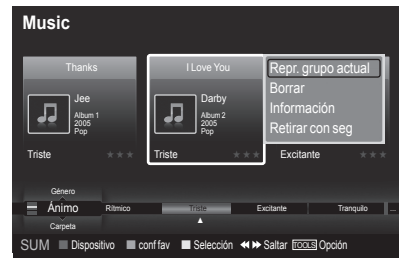 Music
Thanks
Jee
Album 1
2005
Pop
Triste
I Love You
Darby
Album 2
2005
Pop
Triste
Repr. grupo actual
Borrar
Información
Retirar con seg
Excitante
Género
Ánimo
Carpeta
Rítmico Triste Excitante Tranquilo ...
SUM Dispositivo conf fav Selección Saltar TOOLS Opción